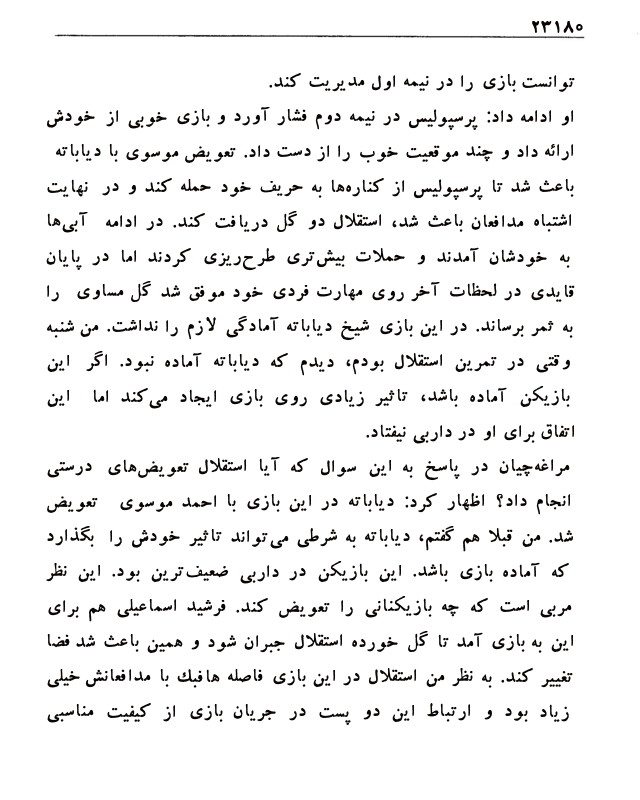 ۲۳۱۸۰
توانست بازی را در نیمه اول مدیریت کند.
او ادامه داد: پرسپولیس در نیمه دوم فشار آورد و بازی خوبی از خودش
ارائه داد و چند موقعیت خوب را از دست داد. تعویض موسوی با دیاباته
باعث شد تا پرسپولیس از کناره‌ها به حریف خود حمله کند و در نهایت
اشتباه مدافعان باعث شد، استقلال دو گل دریافت کند. در ادامه آبی‌ها
به خودشان آمدند و حملات بیش‌تری طرح‌ریزی کردند اما در پایان
قایدی در لحظات آخر روی مهارت فردی خود موفق شد گل مساوی را
به ثمر برساند. در این بازی شیخ دیاباته آمادگی لازم را نداشت. من شنبه
وقتی در تمرین استقلال بودم، دیدم که دیاباته آماده نبود. اگر این
بازیکن آماده باشد، تاثیر زیادی روی بازی ایجاد می‌کند اما این
اتفاق برای او در داربی نیفتاد.
مراغه‌چیان در پاسخ به این سوال که آیا استقلال تعویض‌های درستی
انجام داد؟ اظهار کرد: دیاباته در این بازی با احمد موسوی تعویض
شد. من قبلا هم گفتم، دیاباته به شرطی می‌تواند تاثیر خودش را بگذارد
که آماده بازی باشد. این بازیکن در داربی ضعیف‌ترین بود. این نظر
مربی است که چه بازیکنانی را تعویض کند. فرشید اسماعیلی هم برای
این به بازی آمد تا گل خورده استقلال جبران شود و همین باعث شد فضا
تغییر کند. به نظر من استقلال در این بازی فاصله هافبک با مدافعانش خیلی
زیاد بود و ارتباط این دو پست در جریان بازی از کیفیت مناسبی